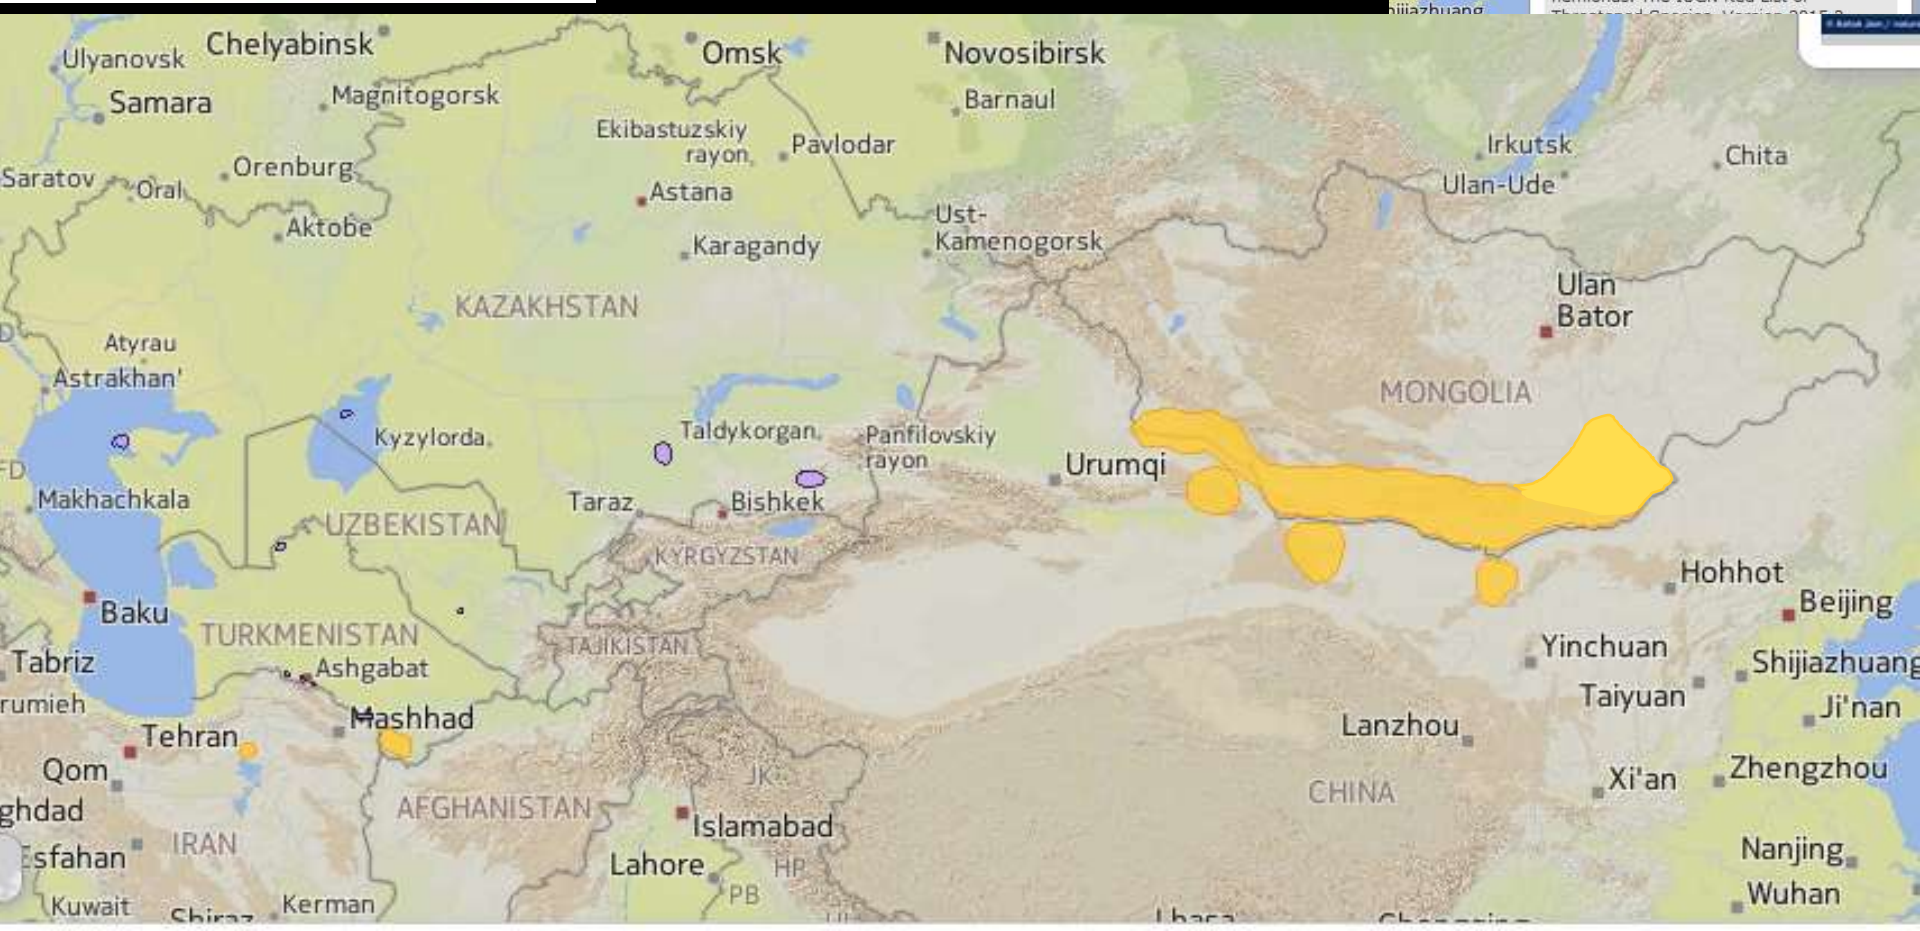 Ulyanovsk
Chelyabinsk
Omsk
Novosibirsk
Samara
Magnitogorsk
Barnaul
Ekibastuzskiy
rayon
Pavlodar
Irkutsk
Chita
Saratov
Oral
Orenburg
Astana
Ulan-Ude
Aktobe
Karagandy
Ust-
Kamenogorsk
Ulan
Bator
KAZAKHSTAN
Atyrau
Astrakhan'
MONGOLIA
Kyzylorda
Taldykorgan
Panfilovskiy
rayon
Urumqi
Makhachkala
Taraz
Bishkek
UZBEKISTAN
KYRGYZSTAN
Hohhot
Beijing
Baku
TURKMENISTAN
TAJIKISTAN
Yinchuan
Shijiazhuang
Tabriz
Ashgabat
Taiyuan
rumieh
Mashhad
Lanzhou
Ji'nan
Tehran
Qom
JK
Xi'an
Zhengzhou
CHINA
ghdad
AFGHANISTAN
Islamabad
IRAN
Esfahan
Lahore
HP
Nanjing
PB
Wuhan
Kuwait
Kerman
Shiraz
Lhasa
Chongqing